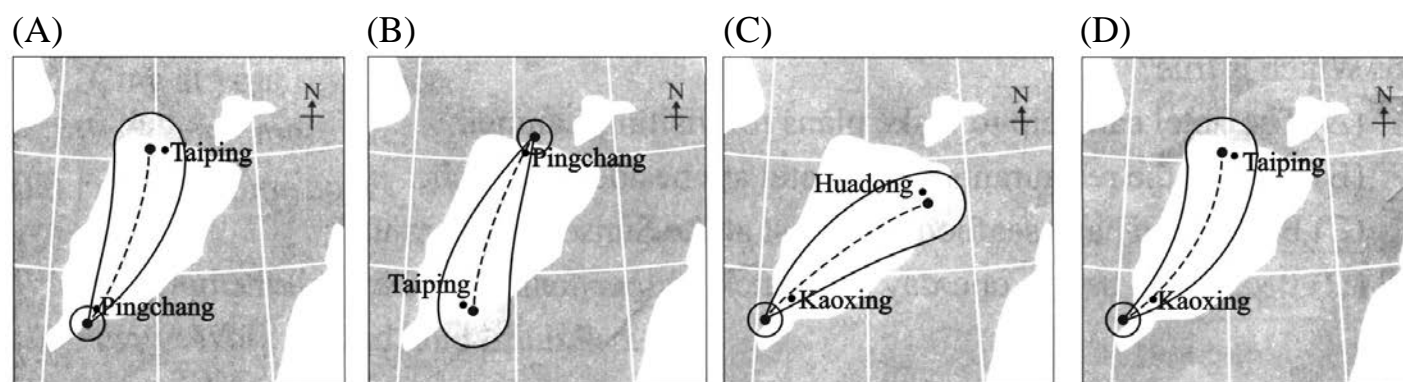 (A)
(B)
(C)
(D)
N
Taiping
Pingchang
N
Pingchang
Taiping
N
Huadong
Kaoxing
N
Taiping
Kaoxing